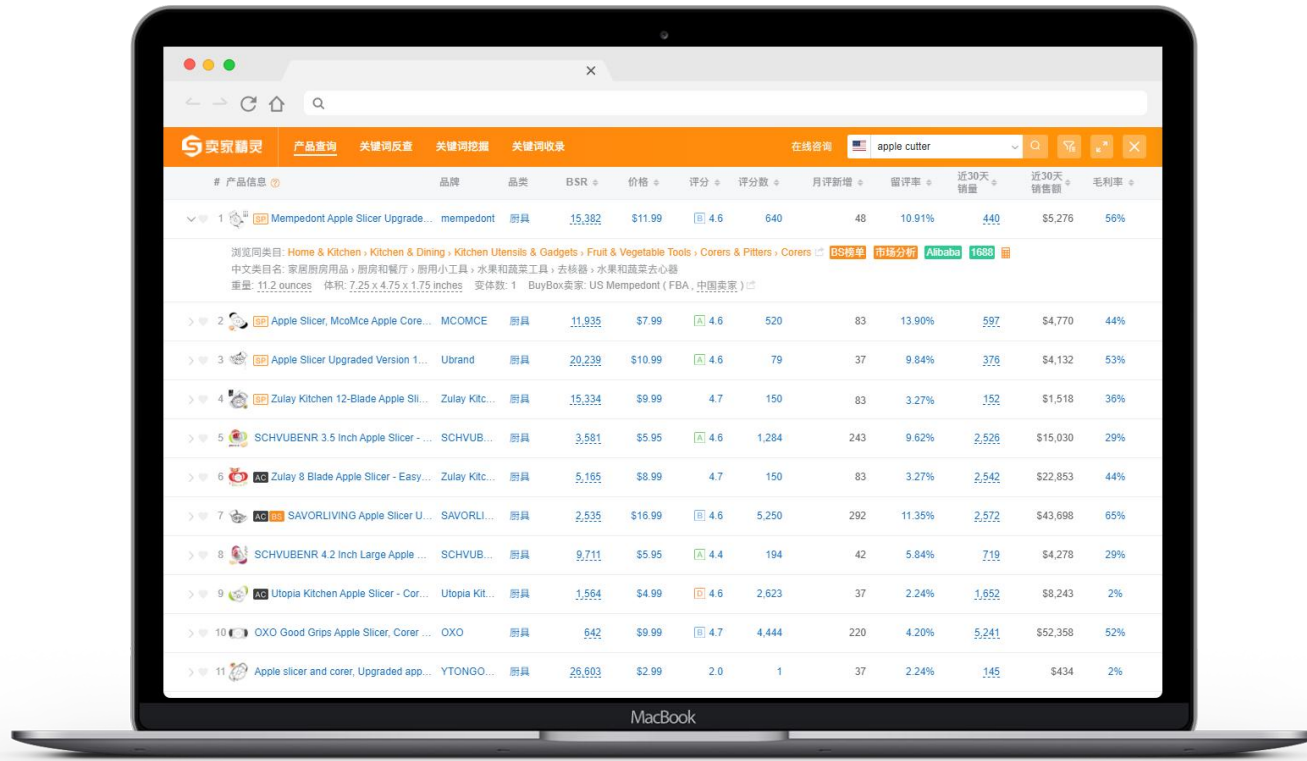 卖家精灵 产品查询 关键词反查 关键词挖掘 关键词收录 在线咨询 apple cutter
# 产品信息 品牌 品类 BSR 价格 评分 评分数 月评新增 留评率 近30天销量 近30天销售额 毛利率
1 SP Mempedont Apple Slicer Upgrade... mempedont 厨具 15,382 $11.99 B 4.6 640 48 10.91% 440 $5,276 56%
浏览同类目: Home & Kitchen › Kitchen & Dining › Kitchen Utensils & Gadgets › Fruit & Vegetable Tools › Corers & Pitters › Corers BS榜单 市场分析 Alibaba 1688
中文类目名: 家居厨房用品 › 厨房和餐厅 › 厨用小工具 › 水果和蔬菜工具 › 去核器 › 水果和蔬菜去心器
重量: 11.2 ounces 体积: 7.25 x 4.75 x 1.75 inches 变体数: 1 BuyBox卖家: US Mempedont ( FBA , 中国卖家 )
2 SP Apple Slicer, McoMce Apple Core... MCOMCE 厨具 11,935 $7.99 A 4.6 520 83 13.90% 597 $4,770 44%
3 SP Apple Slicer Upgraded Version 1... Ubrand 厨具 20,239 $10.99 A 4.6 79 37 9.84% 376 $4,132 53%
4 SP Zulay Kitchen 12-Blade Apple Sli... Zulay Kitc... 厨具 15,334 $9.99 4.7 150 83 3.27% 152 $1,518 36%
5 SCHVUBENR 3.5 Inch Apple Slicer - ... SCHVUB... 厨具 3,581 $5.95 A 4.6 1,284 243 9.62% 2,526 $15,030 29%
6 AC Zulay 8 Blade Apple Slicer - Easy... Zulay Kitc... 厨具 5,165 $8.99 4.7 150 83 3.27% 2,542 $22,853 44%
7 AC BS SAVORLIVING Apple Slicer U... SAVORLI... 厨具 2,535 $16.99 B 4.6 5,250 292 11.35% 2,572 $43,698 65%
8 SCHVUBENR 4.2 Inch Large Apple ... SCHVUB... 厨具 9,711 $5.95 A 4.4 194 42 5.84% 719 $4,278 29%
9 AC Utopia Kitchen Apple Slicer - Cor... Utopia Kit... 厨具 1,564 $4.99 D 4.6 2,623 37 2.24% 1,652 $8,243 2%
10 OXO Good Grips Apple Slicer, Corer ... OXO 厨具 642 $9.99 B 4.7 4,444 220 4.20% 5,241 $52,358 52%
11 Apple slicer and corer, Upgraded app... YTONGO... 厨具 26,603 $2.99 2.0 1 37 2.24% 145 $434 2%
MacBook